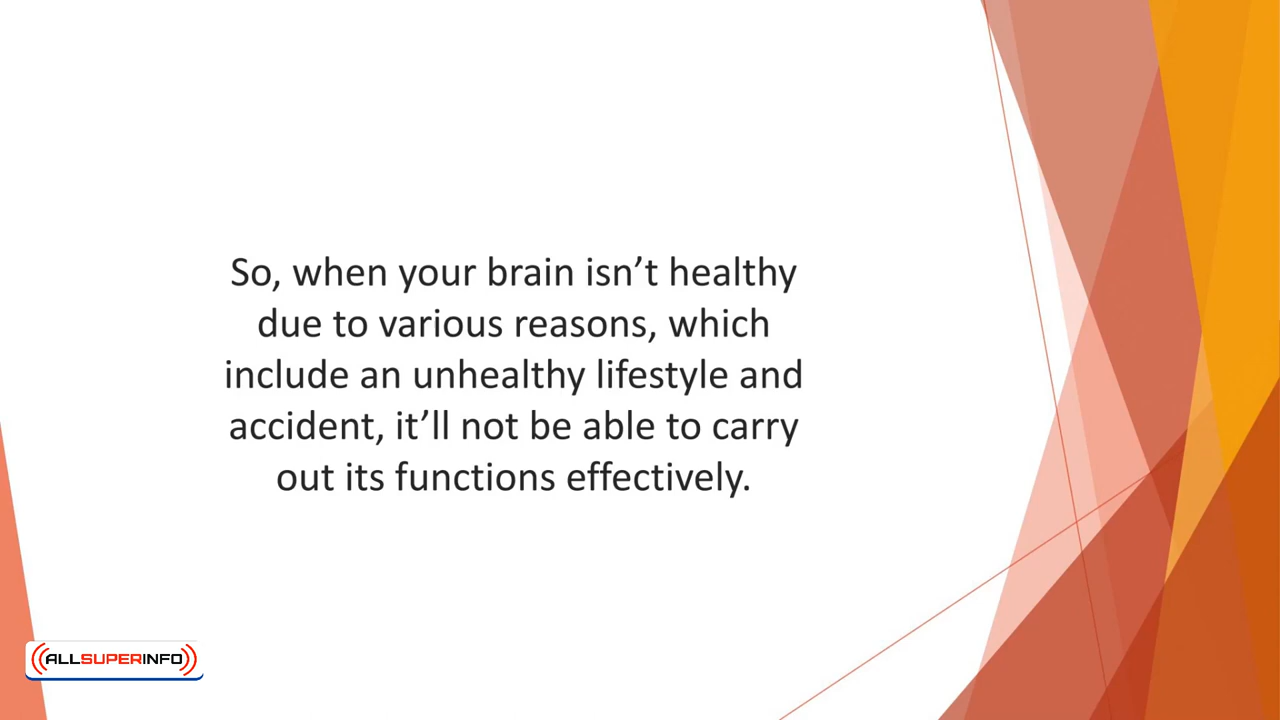 So, when your brain isn’t healthy
due to various reasons, which
include an unhealthy lifestyle and
accident, it’ll not be able to carry
out its functions effectively.
ALLSUPERINFO